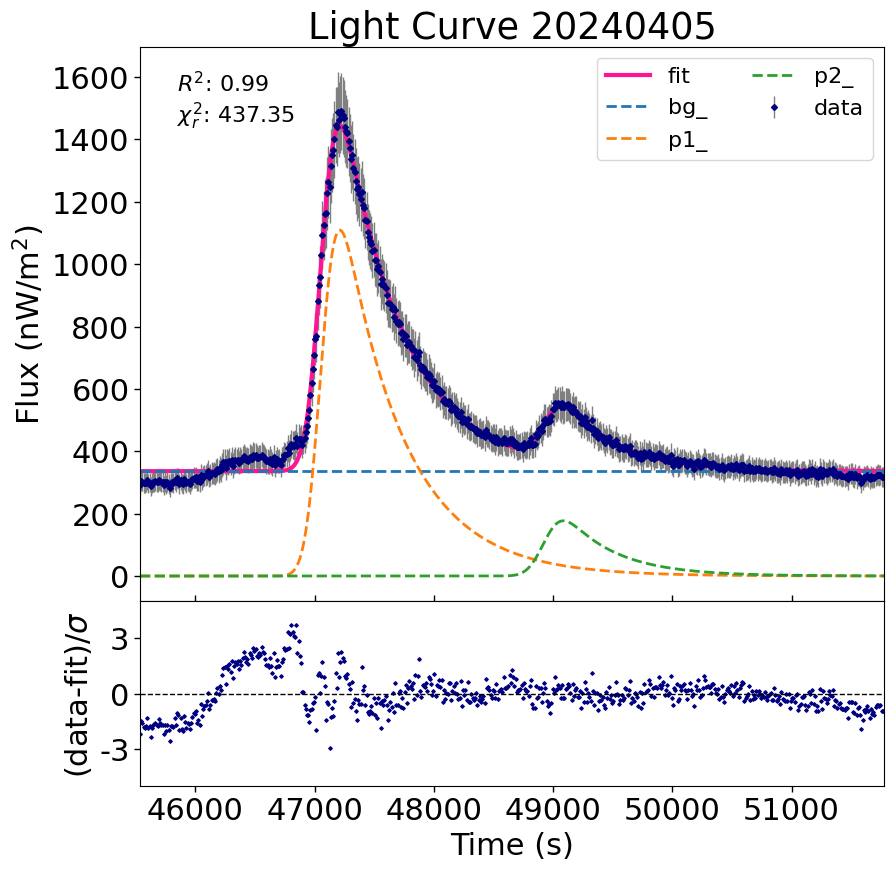 Light Curve 20240405
R²: 0.99
χ²ᵣ: 437.35
fit
bg_
p1_
p2_
data
Flux (nW/m²)
1600
1400
1200
1000
800
600
400
200
0
(data-fit)/σ
3
0
-3
46000 47000 48000 49000 50000 51000
Time (s)